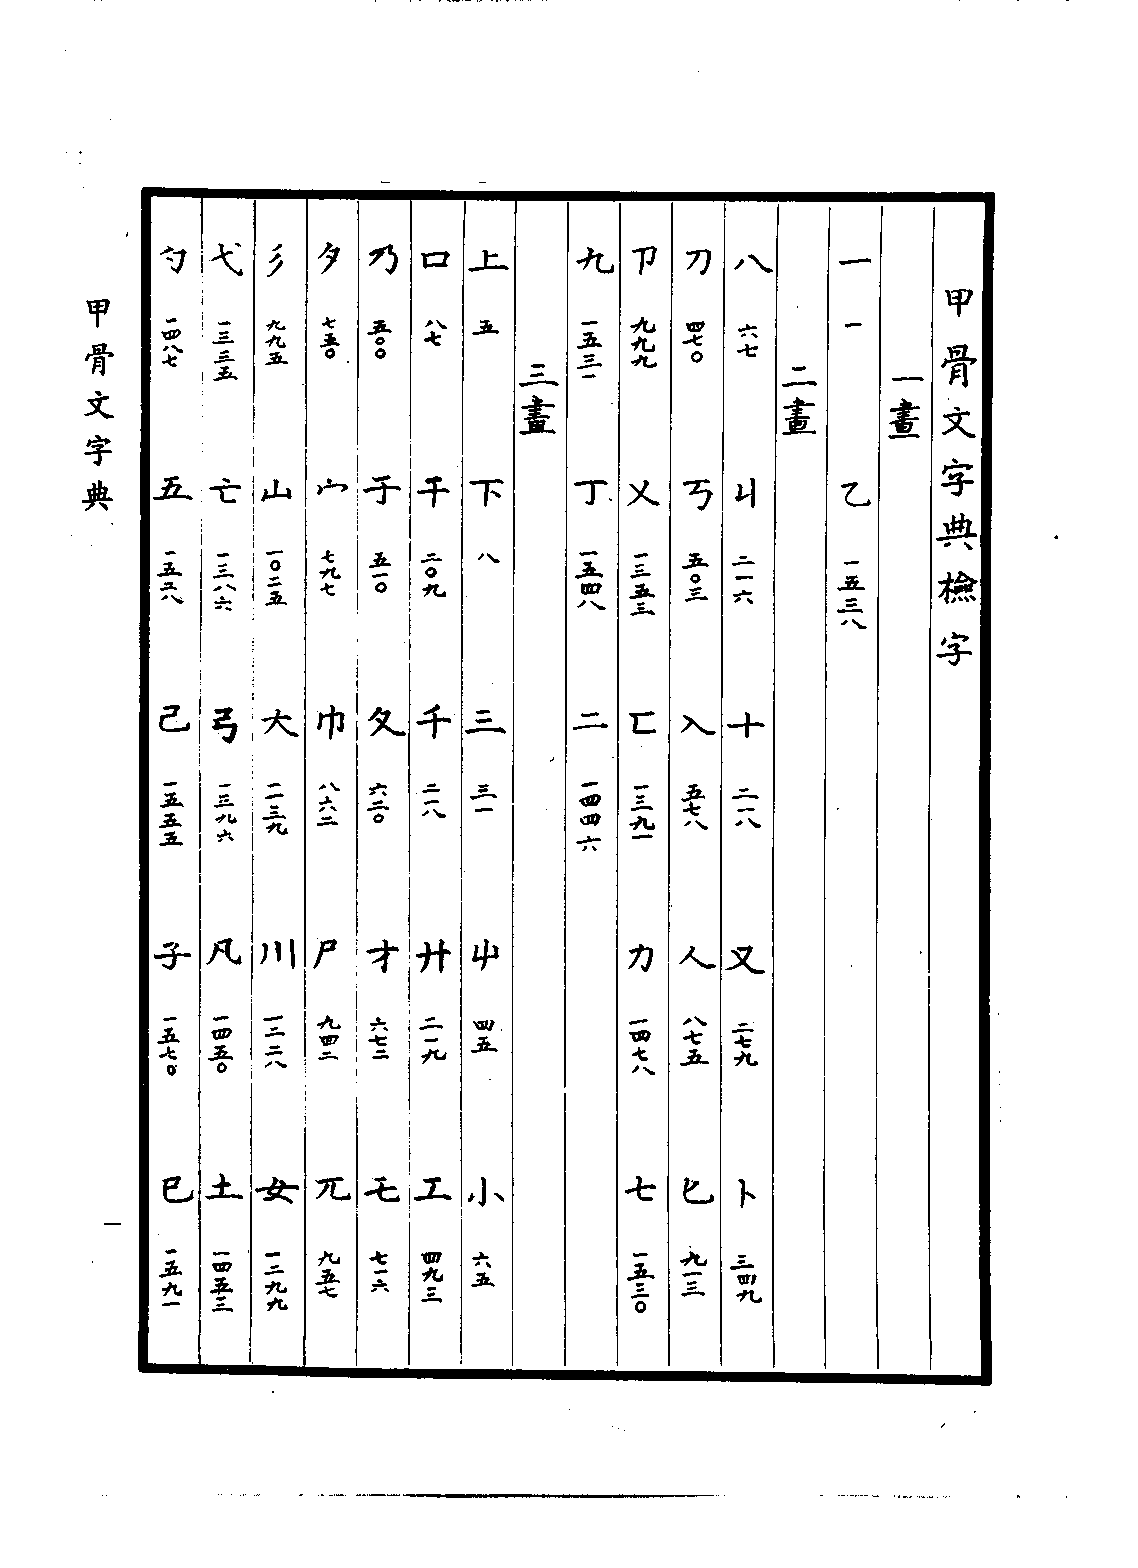 甲骨文字典檢字
一畫
一 一 乙 一五三八
二畫
八 六七 丩 二一六 十 二一八 又 二七九 卜 三四九
刀 四七〇 丂 五〇三 入 五七八 人 八七五 匕 九一三
卩 九九九 乂 一三五三 匚 一三九一 力 一四七八 七 一五三〇
九 一五三一 丁 一五四八 二 一四四六
三畫
上 五 下 八 三 三一 屮 四五 小 六五
口 八七 干 二〇九 千 二一八 廾 二一九 工 四九三
乃 五〇〇 于 五一〇 夂 六二〇 才 六七二 乇 七一六
夕 七五〇 宀 七九七 巾 八六二 尸 九四二 兀 九五七
彡 九九五 山 一〇二五 大 一一三九 川 一二二八 女 一二九九
弋 一三三五 亡 一三八六 弓 一三九六 凡 一四五〇 土 一四五三
勺 一四八七 五 一五二八 己 一五五五 子 一五七〇 巳 一五九一
甲骨文字典
一